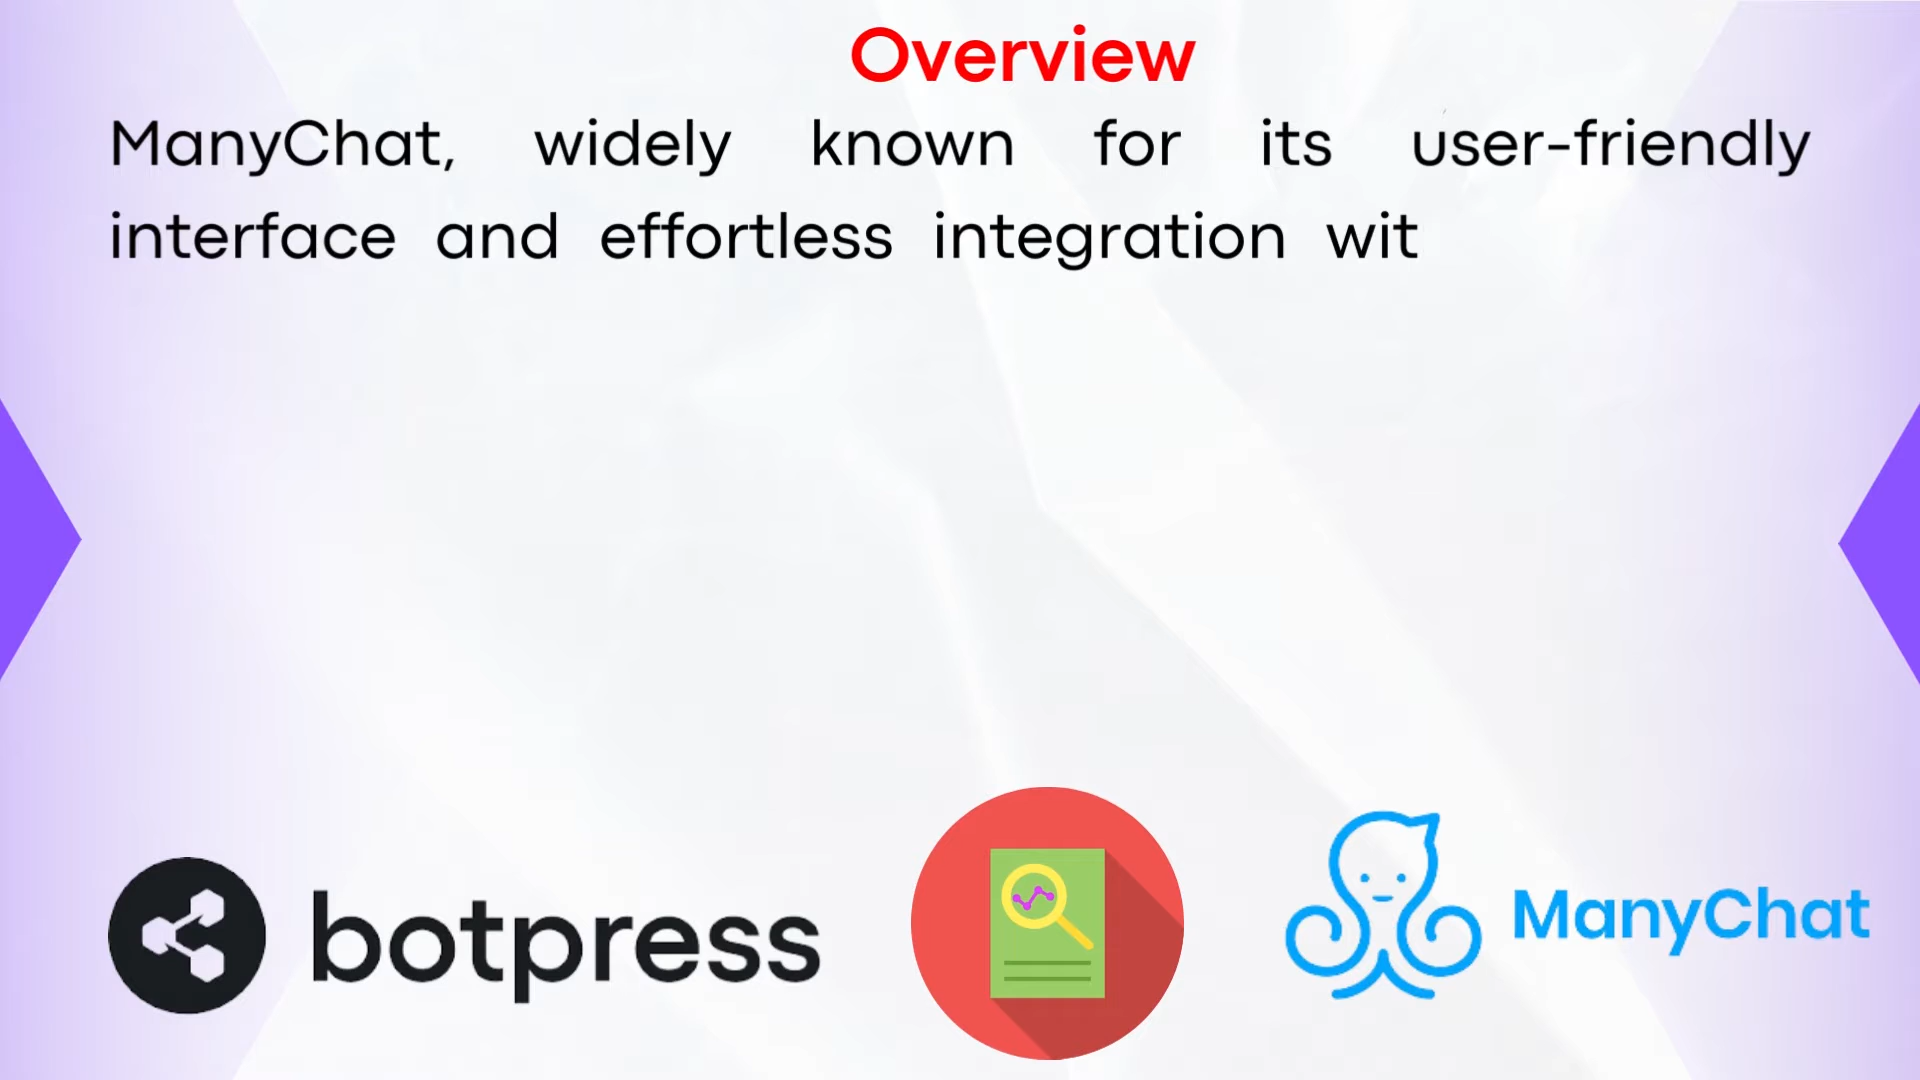 Overview
ManyChat, widely known for its user-friendly
interface and effortless integration wit
botpress
ManyChat